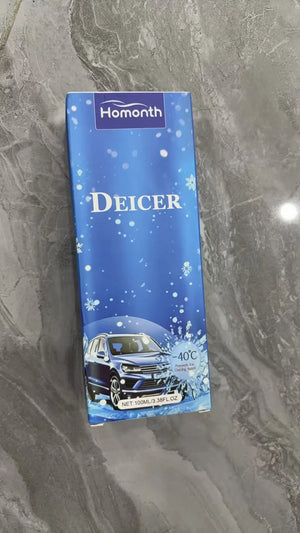 Homonth
DEICER
-40°C
NET:100ML/3.38FL.OZ